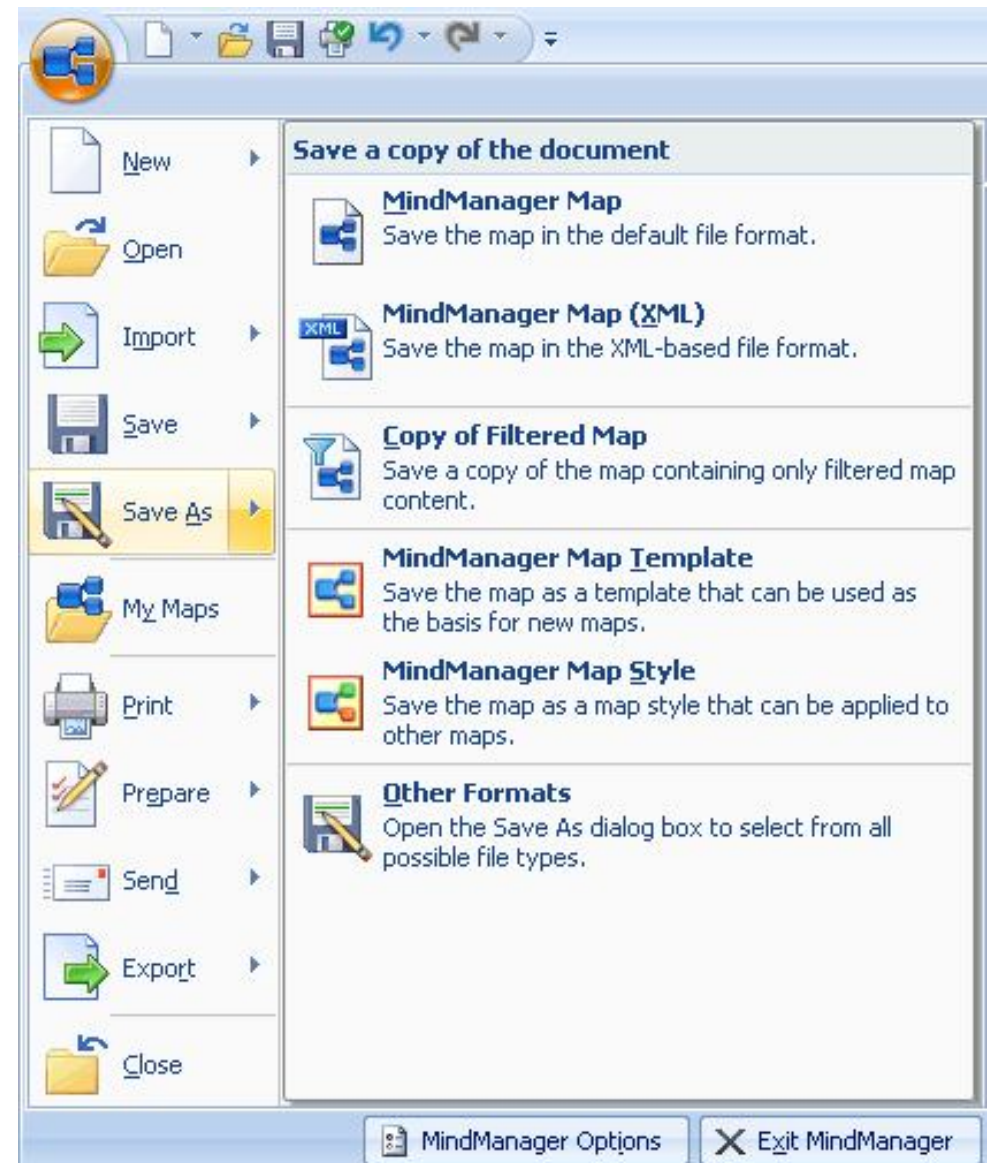 New
Open
Import
Save
Save As
My Maps
Print
Prepare
Send
Export
Close
Save a copy of the document
MindManager Map
Save the map in the default file format.
XML
MindManager Map (XML)
Save the map in the XML-based file format.
Copy of Filtered Map
Save a copy of the map containing only filtered map
content.
MindManager Map Template
Save the map as a template that can be used as
the basis for new maps.
MindManager Map Style
Save the map as a map style that can be applied to
other maps.
Other Formats
Open the Save As dialog box to select from all
possible file types.
MindManager Options
Exit MindManager